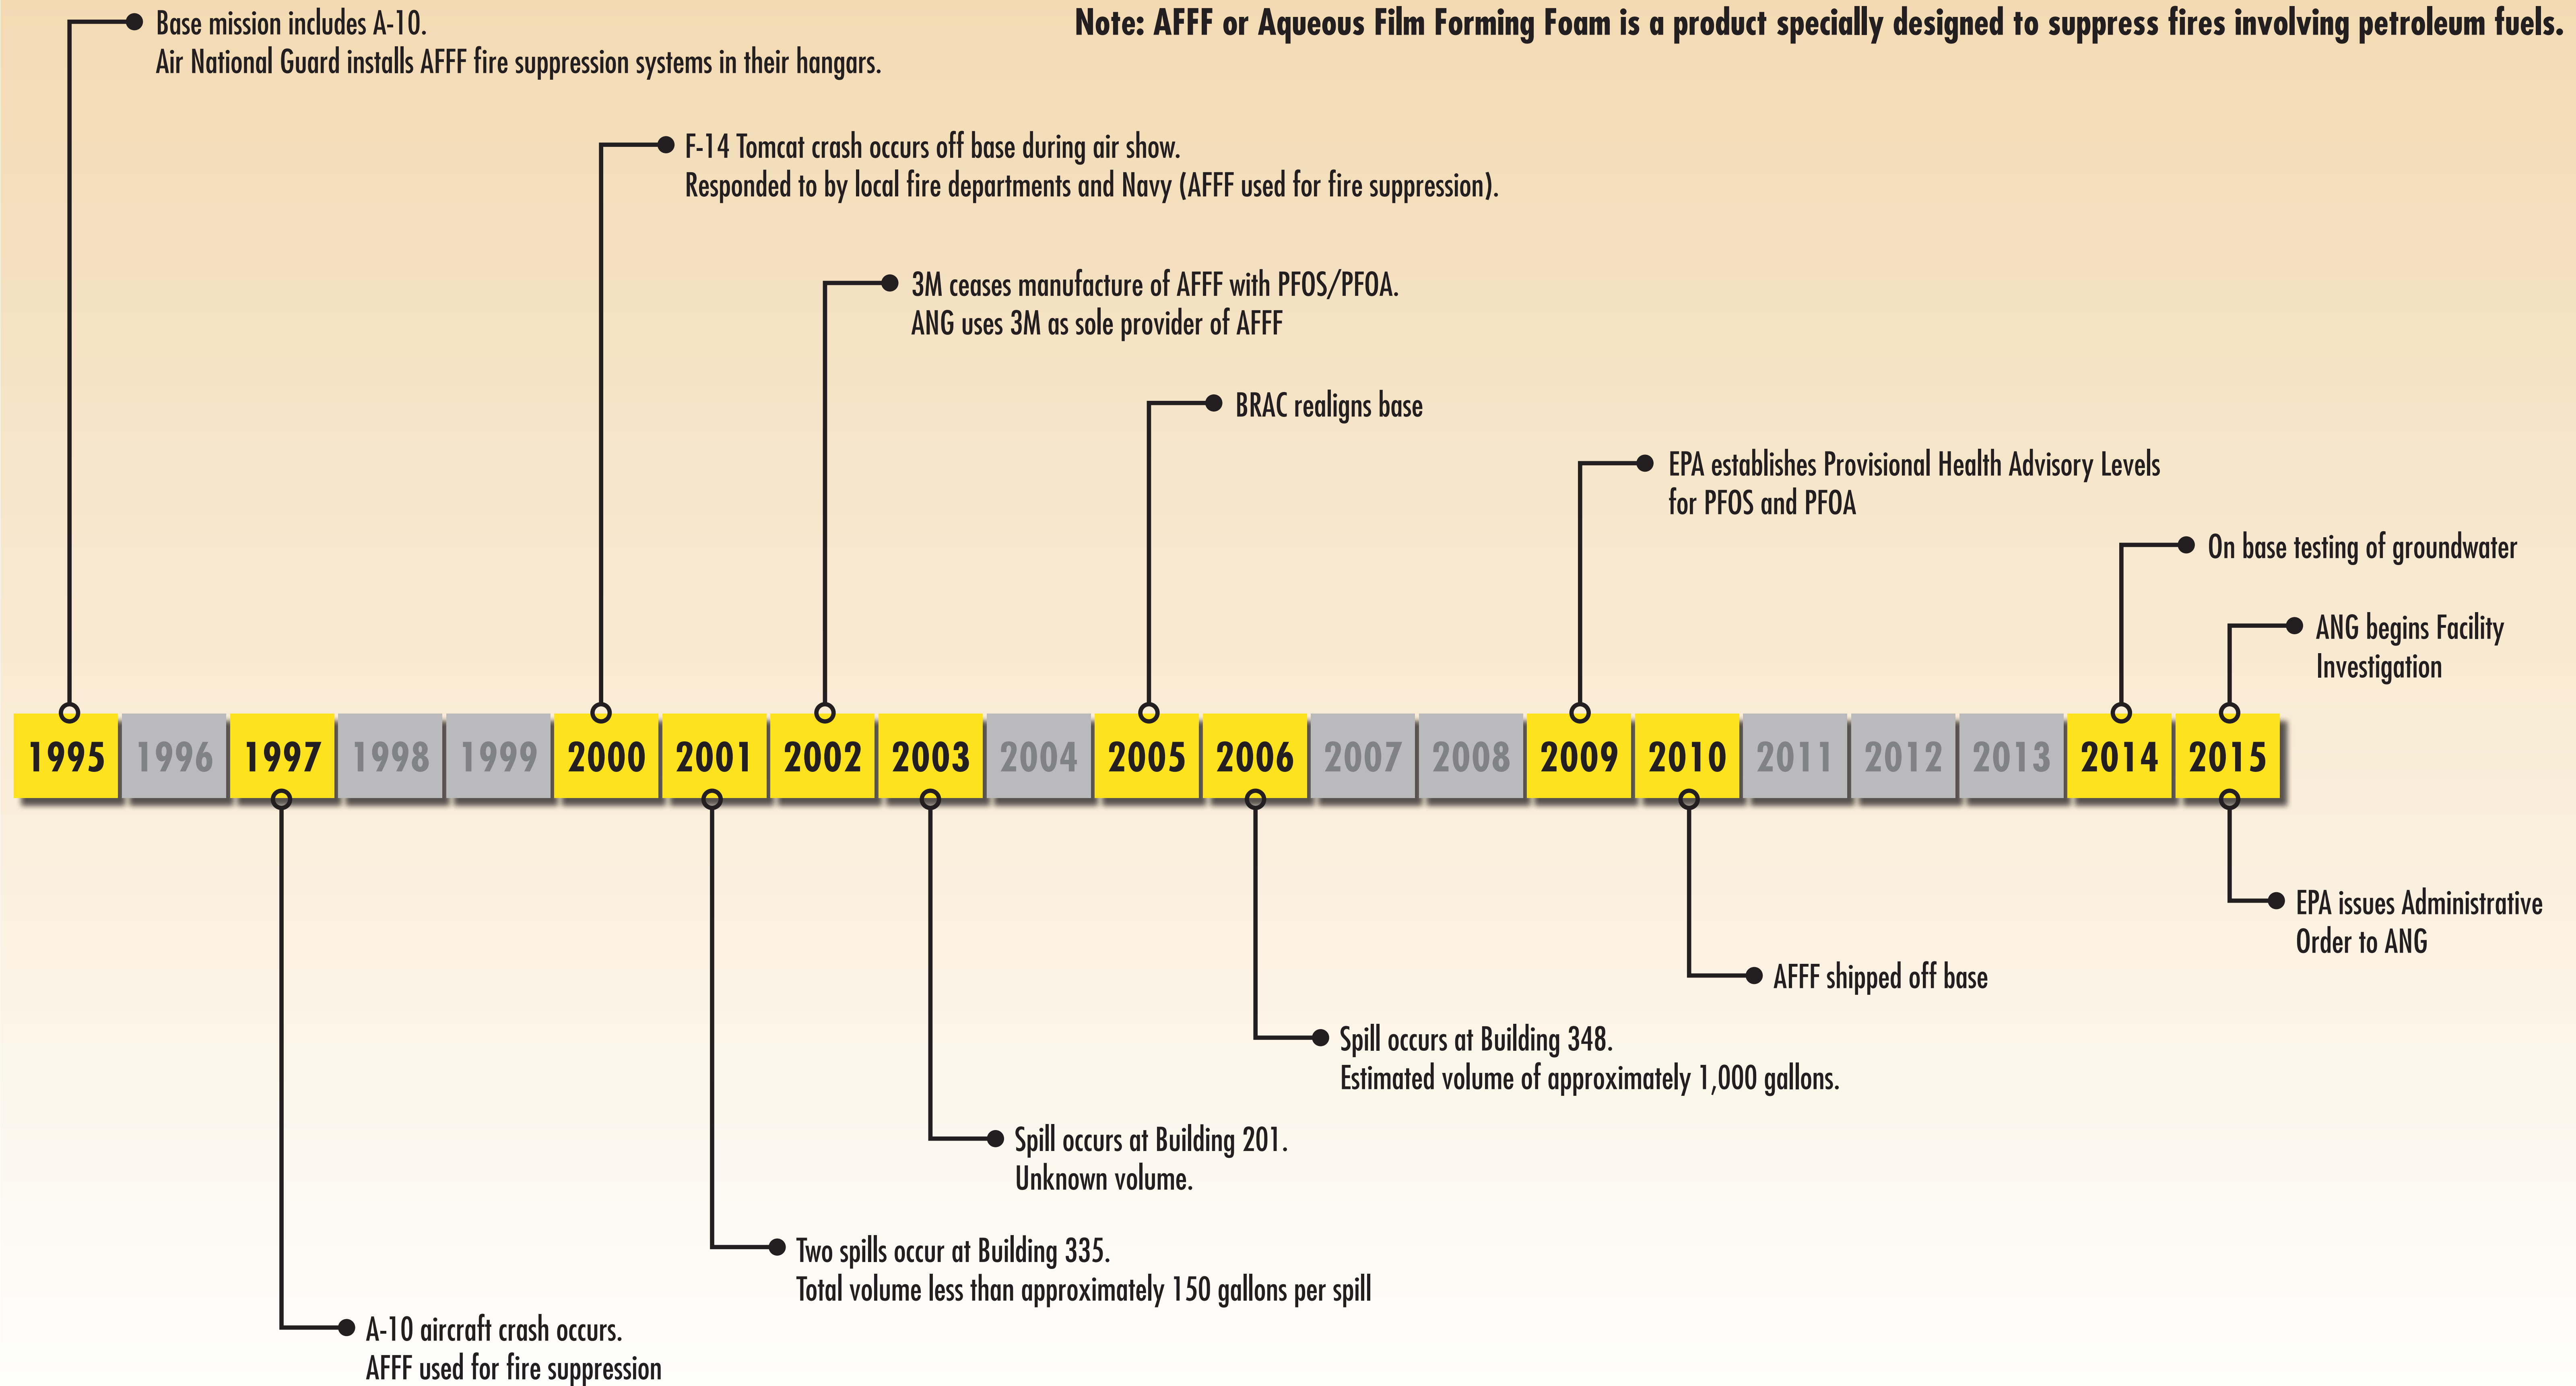 Base mission includes A-10.
Air National Guard installs AFFF fire suppression systems in their hangars.
Note: AFFF or Aqueous Film Forming Foam is a product specially designed to suppress fires involving petroleum fuels.
F-14 Tomcat crash occurs off base during air show.
Responded to by local fire departments and Navy (AFFF used for fire suppression).
3M ceases manufacture of AFFF with PFOS/PFOA.
ANG uses 3M as sole provider of AFFF
BRAC realigns base
EPA establishes Provisional Health Advisory Levels
for PFOS and PFOA
On base testing of groundwater
ANG begins Facility
Investigation
1995 1996 1997 1998 1999 2000 2001 2002 2003 2004 2005 2006 2007 2008 2009 2010 2011 2012 2013 2014 2015
EPA issues Administrative
Order to ANG
AFFF shipped off base
Spill occurs at Building 348.
Estimated volume of approximately 1,000 gallons.
Spill occurs at Building 201.
Unknown volume.
Two spills occur at Building 335.
Total volume less than approximately 150 gallons per spill
A-10 aircraft crash occurs.
AFFF used for fire suppression